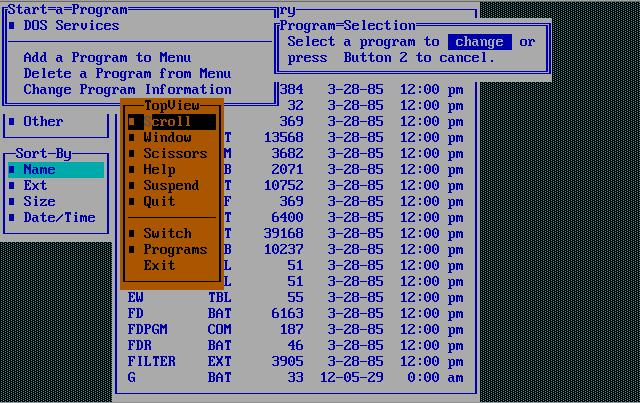 Start-a-Program
DOS Services
Add a Program to Menu
Delete a Program from Menu
Change Program Information
ry
Program-Selection
Select a program to change or
press Button 2 to cancel.
Other
Sort-By
Name
Ext
Size
Date/Time
TopView
Scroll
Window
Scissors
Help
Suspend
Quit
Switch
Programs
Exit
384 3-28-85 12:00 pm
32 3-28-85 12:00 pm
369 3-28-85 12:00 pm
T 13568 3-28-85 12:00 pm
M 3682 3-28-85 12:00 pm
B 2071 3-28-85 12:00 pm
T 10752 3-28-85 12:00 pm
F 369 3-28-85 12:00 pm
T 6400 3-28-85 12:00 pm
T 39168 3-28-85 12:00 pm
B 10237 3-28-85 12:00 pm
L 51 3-28-85 12:00 pm
L 51 3-28-85 12:00 pm
EW TBL 55 3-28-85 12:00 pm
FD BAT 6163 3-28-85 12:00 pm
FDPGM COM 187 3-28-85 12:00 pm
FDR BAT 46 3-28-85 12:00 pm
FILTER EXT 3905 3-28-85 12:00 pm
G BAT 33 12-05-29 0:00 am